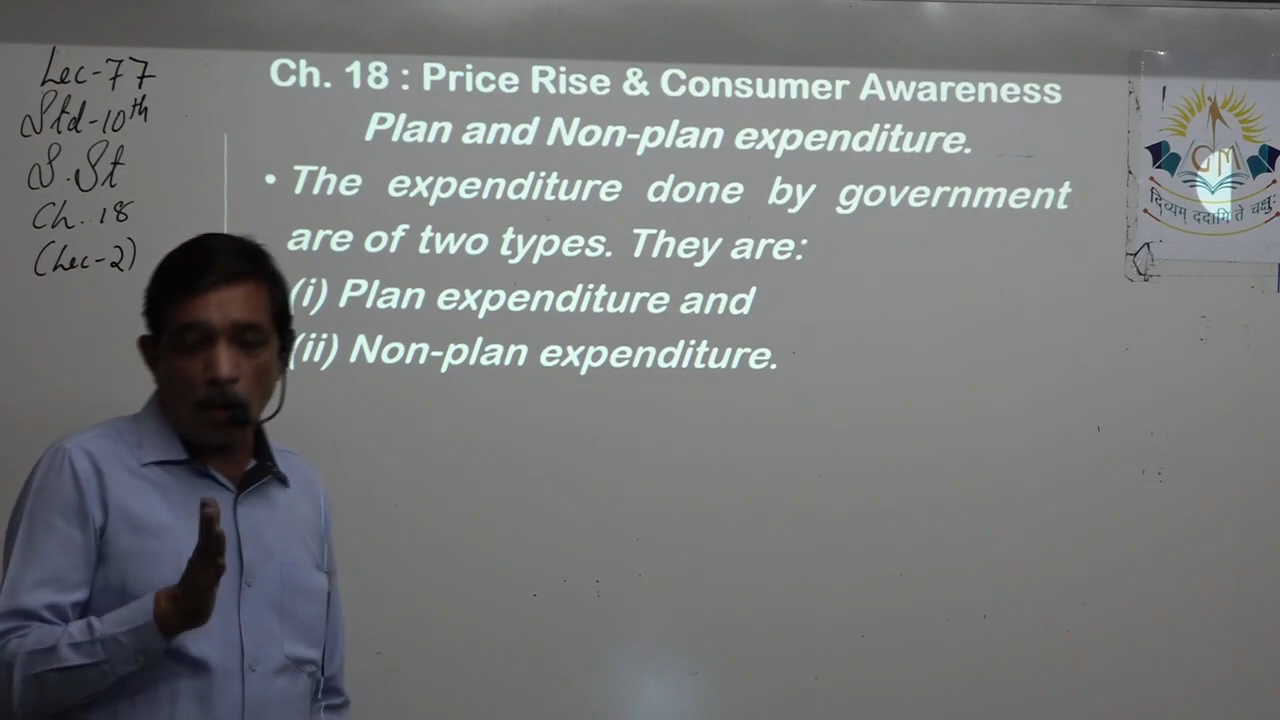 Lec-77
Std-10th
S.St
Ch. 18
(Lec-2)
Ch. 18 : Price Rise & Consumer Awareness
Plan and Non-plan expenditure.
• The expenditure done by government
are of two types. They are:
(i) Plan expenditure and
(ii) Non-plan expenditure.
GM
दिव्यम् ददामि ते चक्षुः